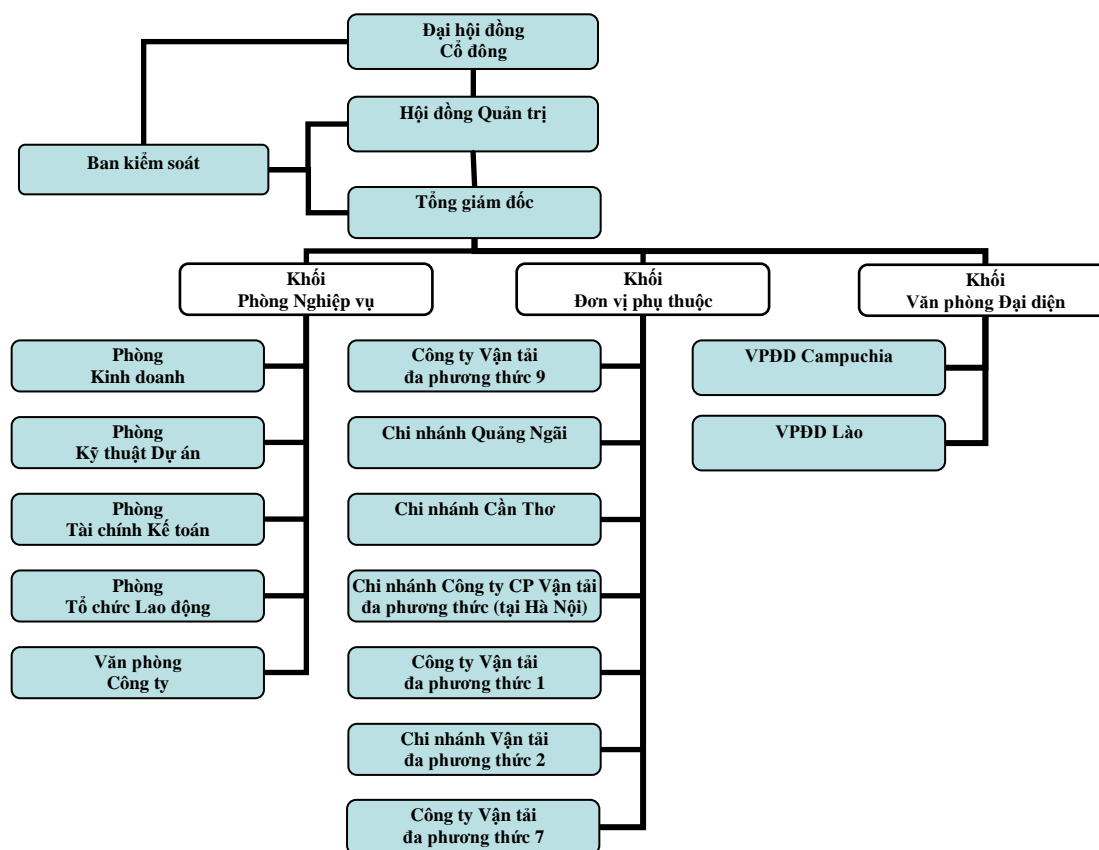 Đại hội đồng
Cổ đông
Hội đồng Quản trị
Ban kiểm soát
Tổng giám đốc
Khối
Phòng Nghiệp vụ
Khối
Đơn vị phụ thuộc
Khối
Văn phòng Đại diện
Phòng
Kinh doanh
Phòng
Kỹ thuật Dự án
Phòng
Tài chính Kế toán
Phòng
Tổ chức Lao động
Văn phòng
Công ty
Công ty Vận tải
đa phương thức 9
Chi nhánh Quảng Ngãi
Chi nhánh Cần Thơ
Chi nhánh Công ty CP Vận tải
đa phương thức (tại Hà Nội)
Công ty Vận tải
đa phương thức 1
Chi nhánh Vận tải
đa phương thức 2
Công ty Vận tải
đa phương thức 7
VPĐD Campuchia
VPĐD Lào